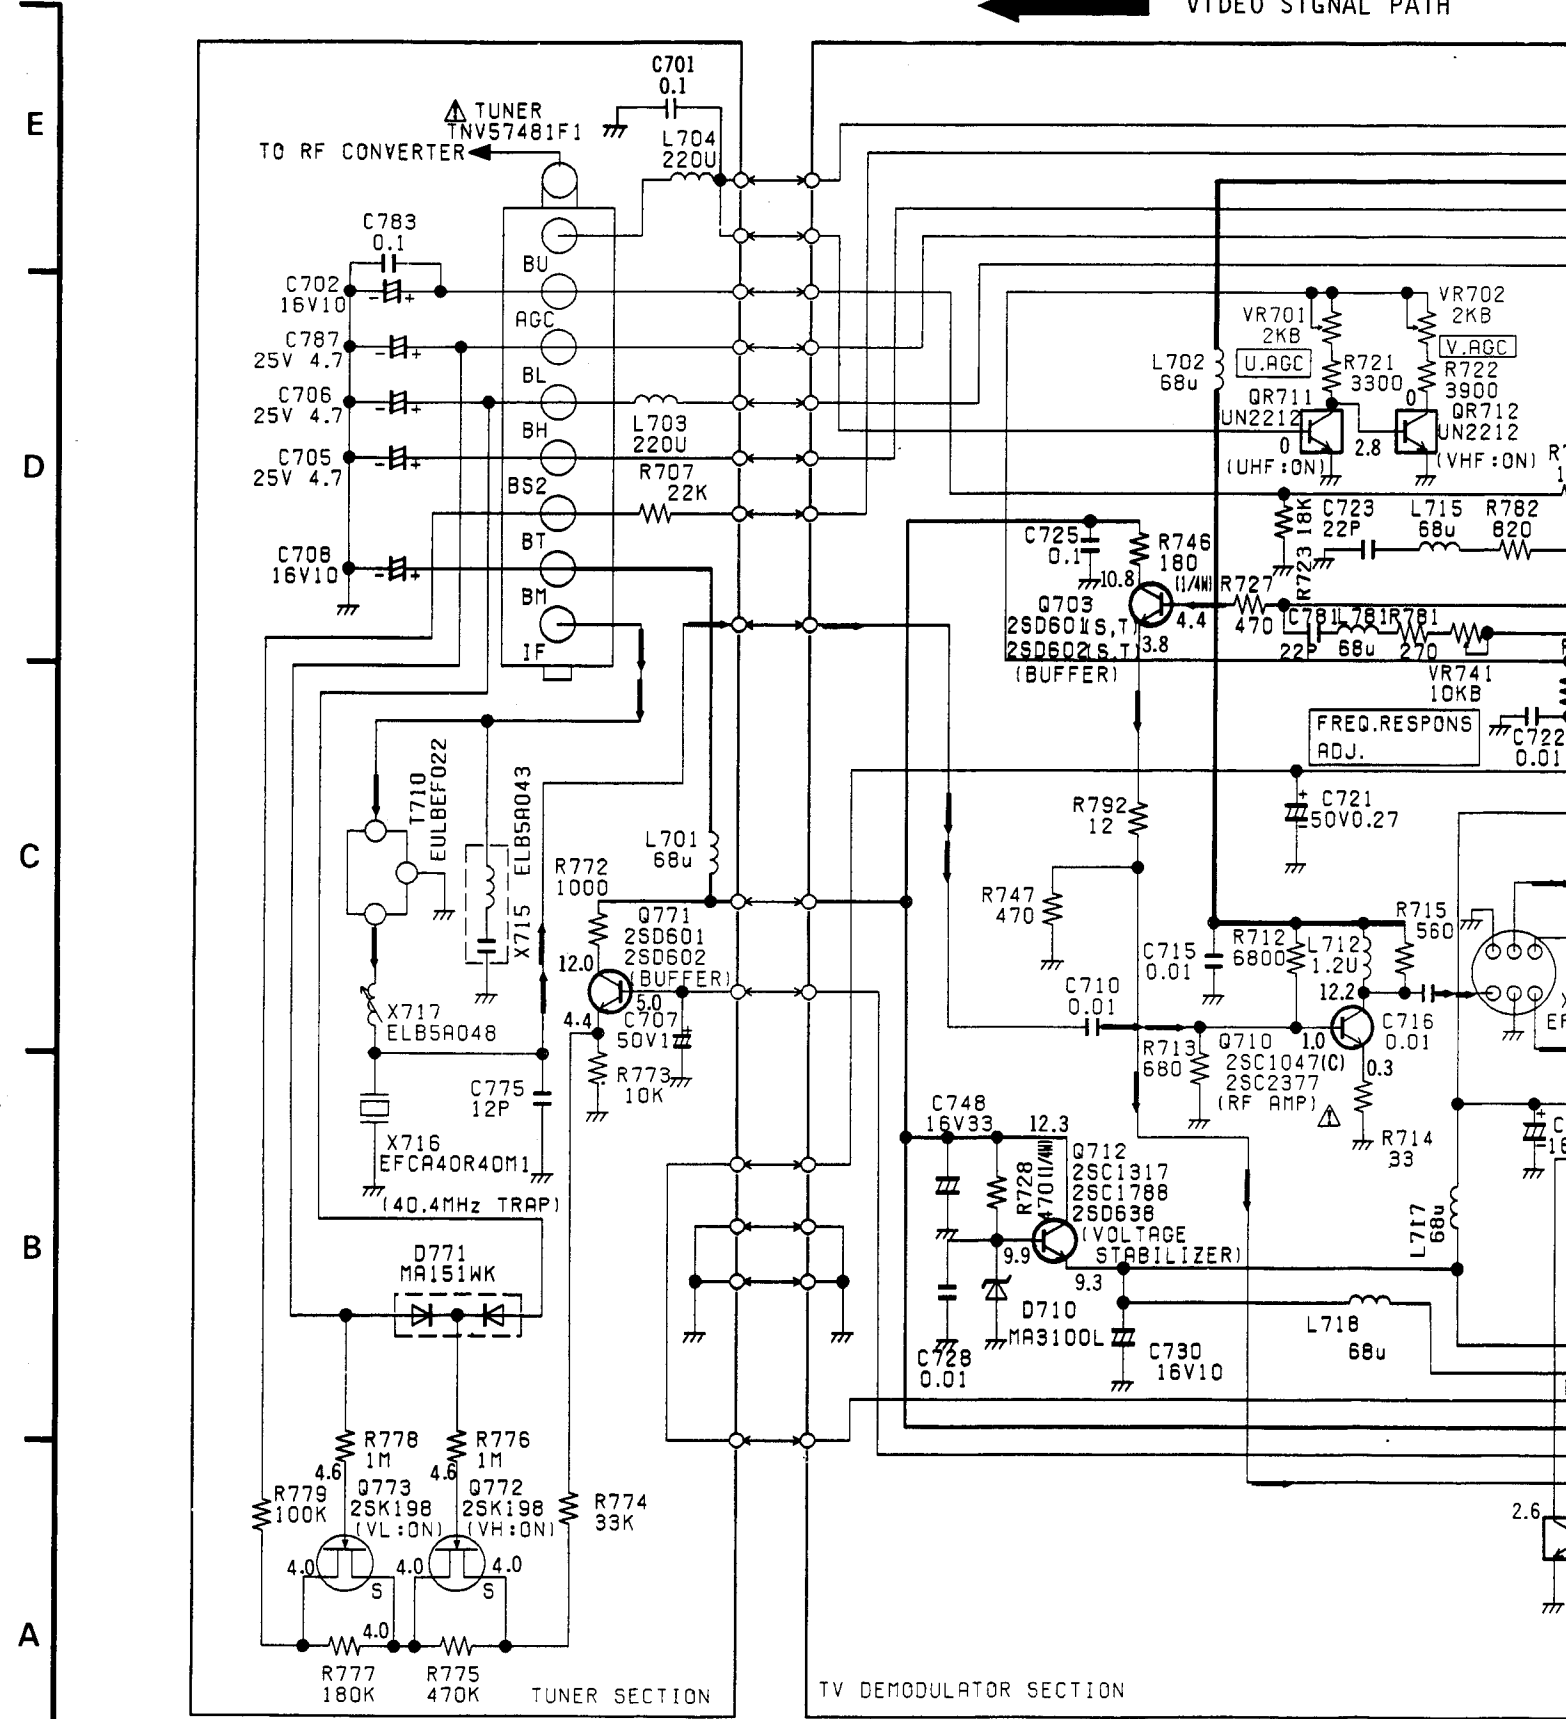 VIDEO SIGNAL PATH
E
D
C
B
A
C701
0.1
TUNER
TNV57481F1
TO RF CONVERTER
L704
220U
C783
0.1
BU
C702
16V10
AGC
C787
25V 4.7
BL
C706
25V 4.7
BH
L703
220U
C705
25V 4.7
BS2
R707
22K
BT
C708
16V10
BM
IF
T710
EULBEF022
X715 ELB5A043
L701
68u
R772
1000
Q771
2SD601
2SD602
(BUFFER)
12.0
5.0
4.4
C707
50V1
X717
ELB5A048
R773
10K
C775
12P
X716
EFCA40R40M1
(40.4MHz TRAP)
D771
MA151WK
R778
1M
R776
1M
4.6
4.6
Q773
2SK198
(VL:ON)
Q772
2SK198
(VH:ON)
R779
100K
R774
33K
4.0
4.0
4.0
S
S
4.0
R777
180K
R775
470K
TUNER SECTION
VR701
2KB
VR702
2KB
U.AGC
V.AGC
L702
68u
R721
3300
R722
3900
QR711
UN2212
0
QR712
UN2212
0
2.8
(UHF:ON)
(VHF:ON)
C725
0.1
R746
180
(1/4W)
10.8
R723 18K
C723
22P
L715
68u
R782
820
Q703
2SD601(S,T)
2SD602(S,T)
(BUFFER)
4.4
3.8
R727
470
C781
22P
L781
68u
R781
270
VR741
10KB
FREQ.RESPONS
ADJ.
C722
0.01
R792
12
C721
50V0.27
R747
470
C715
0.01
R712
6800
L712
1.2U
R715
560
C710
0.01
12.2
C716
0.01
R713
680
Q710
2SC1047(C)
2SC2377
(RF AMP)
1.0
0.3
R714
33
C748
16V33
12.3
R728
470(1/4W)
Q712
2SC1317
2SC1788
2SD638
(VOLTAGE
STABILIZER)
9.9
9.3
L717
68u
D710
MA3100L
L718
68u
C728
0.01
C730
16V10
2.6
TV DEMODULATOR SECTION